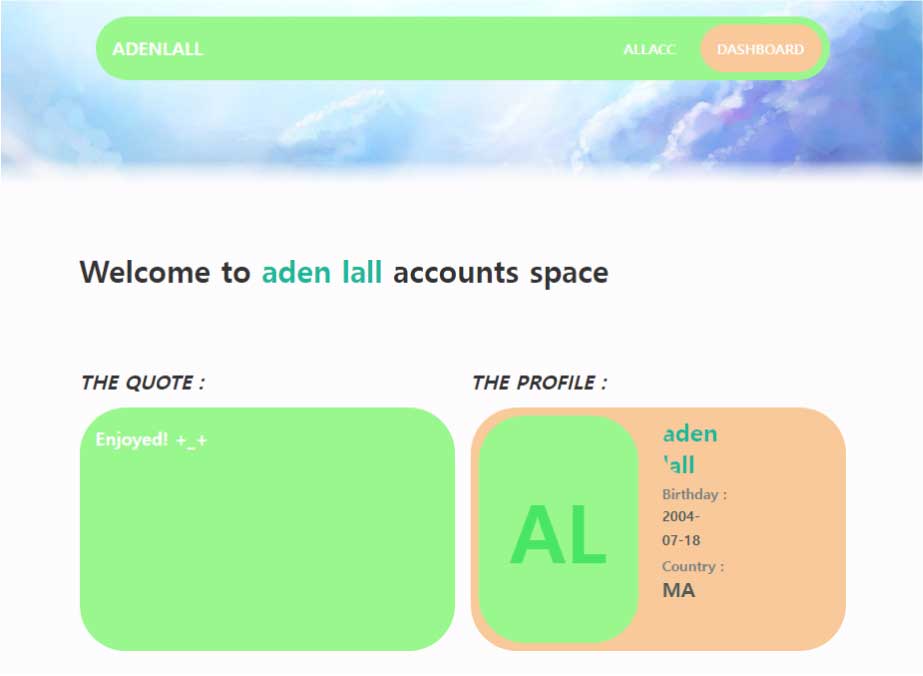 ADENLALL
ALLACC
DASHBOARD
Welcome to aden lall accounts space
THE QUOTE :
Enjoyed! +_+
THE PROFILE :
AL
aden
lall
Birthday :
2004-
07-18
Country :
MA